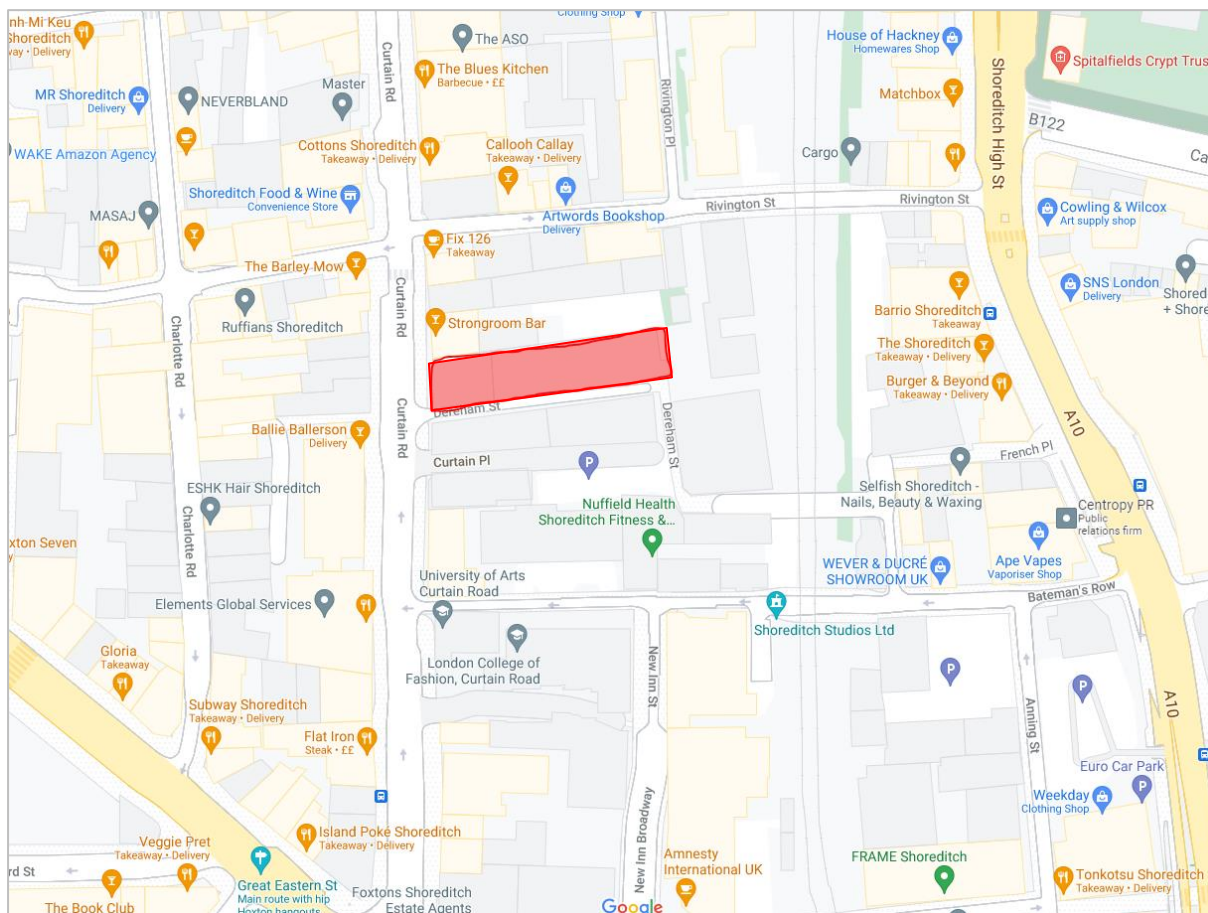 Clothing Shop
nh Mi Keu
Shoreditch
way • Delivery
The ASO
Curtain Rd
The Blues Kitchen
Barbecue • ££
House of Hackney
Homewares Shop
Shoreditch High St
Spitalfields Crypt Trus
MR Shoreditch
Delivery
NEVERBLAND
Master
Rivington Pl
Matchbox
B122
WAKE Amazon Agency
Cottons Shoreditch
Takeaway • Delivery
Callooh Callay
Takeaway • Delivery
Cargo
Ca
Shoreditch Food & Wine
Convenience Store
Artwords Bookshop
Delivery
Rivington St
Rivington St
MASAJ
Cowling & Wilcox
Art supply shop
Fix 126
Takeaway
The Barley Mow
Curtain Rd
SNS London
Delivery
Shored
+ Shore
Ruffians Shoreditch
Strongroom Bar
Barrio Shoreditch
Takeaway
Charlotte Rd
The Shoreditch
Takeaway • Delivery
Burger & Beyond
Takeaway • Delivery
Dereham St
Dereham St
Curtain Rd
A10
Ballie Ballerson
Delivery
Curtain Pl
P
French Pl
ESHK Hair Shoreditch
Selfish Shoreditch -
Nails, Beauty & Waxing
Nuffield Health
Shoreditch Fitness &...
Centropy PR
Public
relations firm
Charlotte Rd
oxton Seven
Ape Vapes
Vaporiser Shop
WEVER & DUCRÉ
SHOWROOM UK
University of Arts
Curtain Road
Bateman's Row
Elements Global Services
Shoreditch Studios Ltd
London College of
Fashion, Curtain Road
New Inn St
Gloria
Takeaway
P
P
Subway Shoreditch
Takeaway • Delivery
Flat Iron
Steak • ££
Anning St
A10
Euro Car Park
P
Weekday
Clothing Shop
New Inn Broadway
Island Poké Shoreditch
Takeaway • Delivery
Veggie Pret
Takeaway • Delivery
Amnesty
International UK
FRAME Shoreditch
rd St
Great Eastern St
Main route with hip
Hoxton hangouts
Tonkotsu Shoreditch
Takeaway • Delivery
Foxtons Shoreditch
Estate Agents
The Book Club
Google